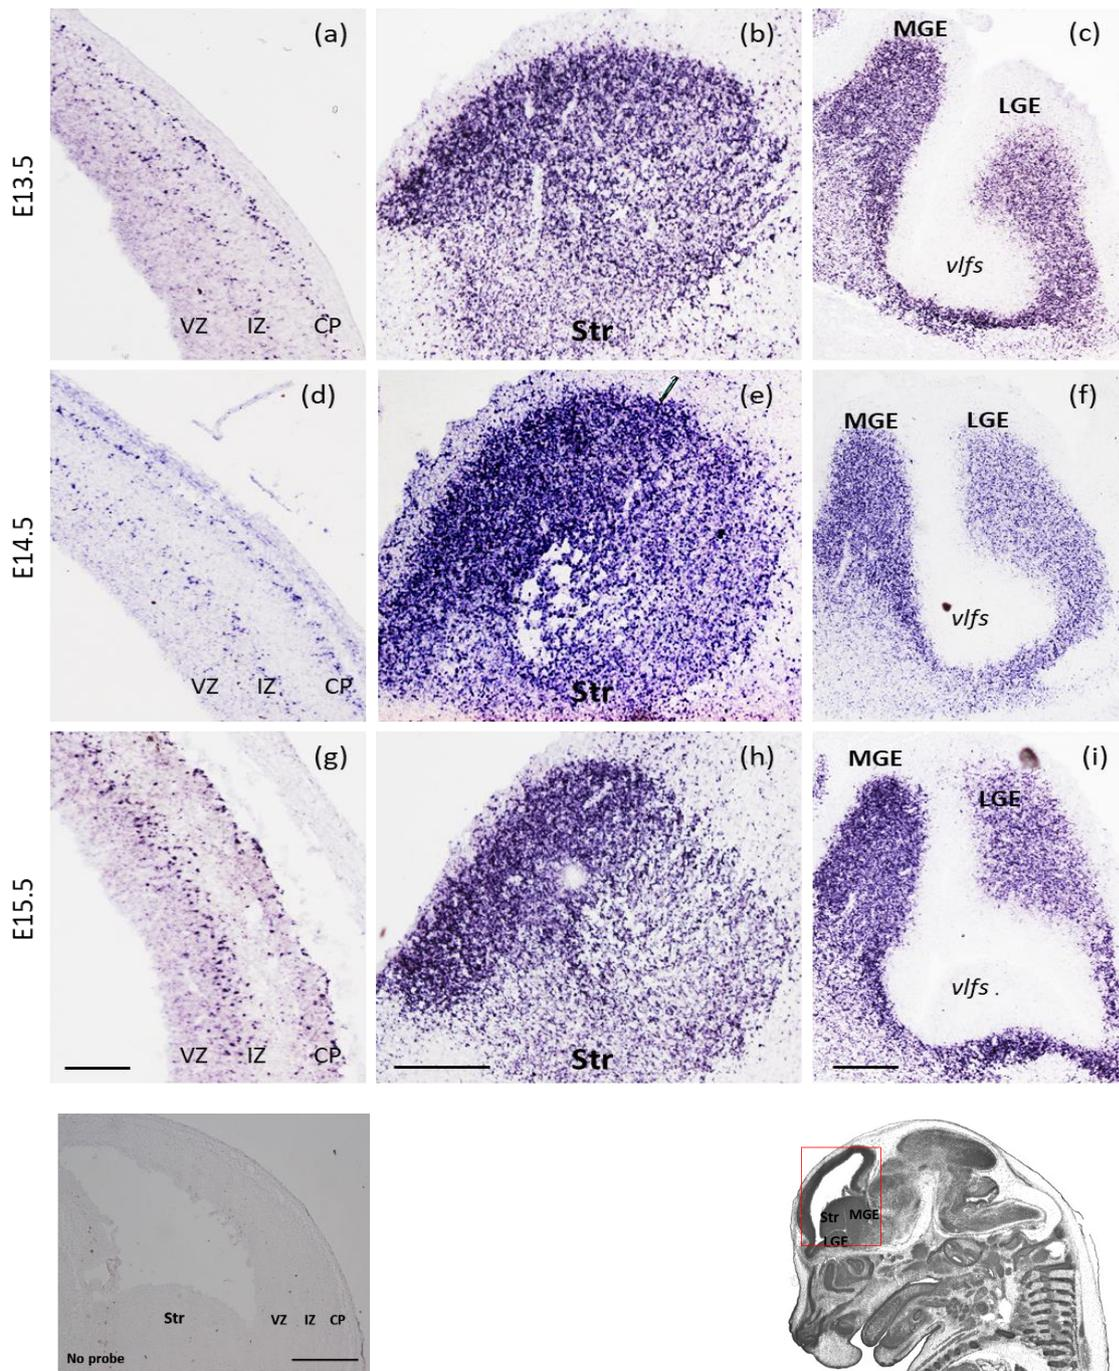 (a)
(b)
(c)
MGE
LGE
E13.5
vlfs
VZ IZ CP
Str
(d)
(e)
(f)
MGE LGE
E14.5
vlfs
VZ IZ CP
Str
(g)
(h)
(i)
MGE
LGE
E15.5
vlfs
VZ IZ CP
Str
Str MGE
LGE
Str VZ IZ CP
No probe